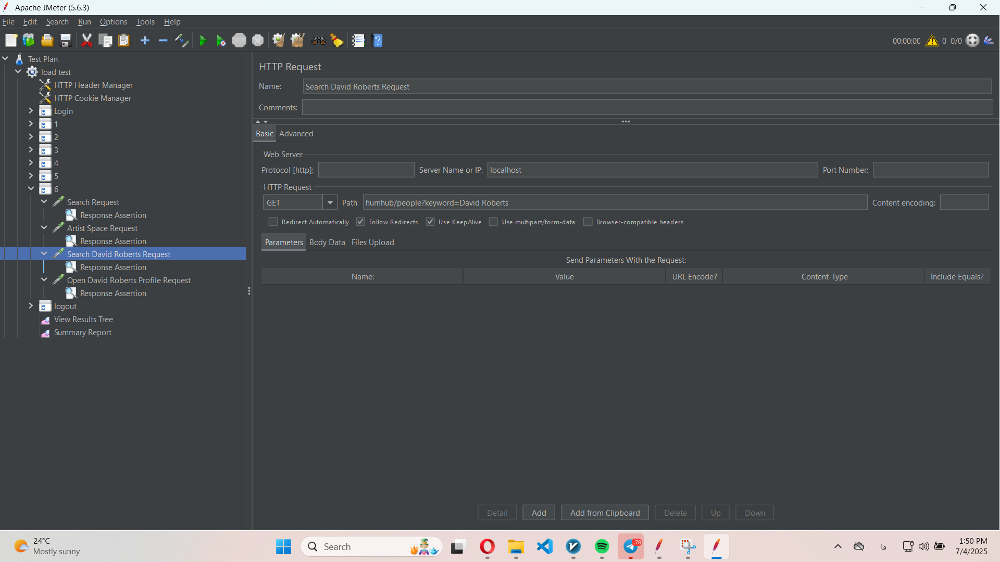 Apache JMeter (5.6.3)
File Edit Search Run Options Tools Help
STOP
00:00:00 0 0/0
Test Plan
load test
HTTP Header Manager
HTTP Cookie Manager
Login
1
2
3
4
5
6
Search Request
Response Assertion
Artist Space Request
Response Assertion
Search David Roberts Request
Response Assertion
Open David Roberts Profile Request
Response Assertion
logout
View Results Tree
Summary Report
HTTP Request
Name: Search David Roberts Request
Comments:
Basic Advanced
Web Server
Protocol [http]: Server Name or IP: localhost Port Number:
HTTP Request
GET Path: humhub/people?keyword=David Roberts Content encoding:
Redirect Automatically Follow Redirects Use KeepAlive Use multipart/form-data Browser-compatible headers
Parameters Body Data Files Upload
Send Parameters With the Request:
Name: Value URL Encode? Content-Type Include Equals?
Detail Add Add from Clipboard Delete Up Down
24°C
Mostly sunny
Search
.78
فا
1:50 PM
7/4/2025